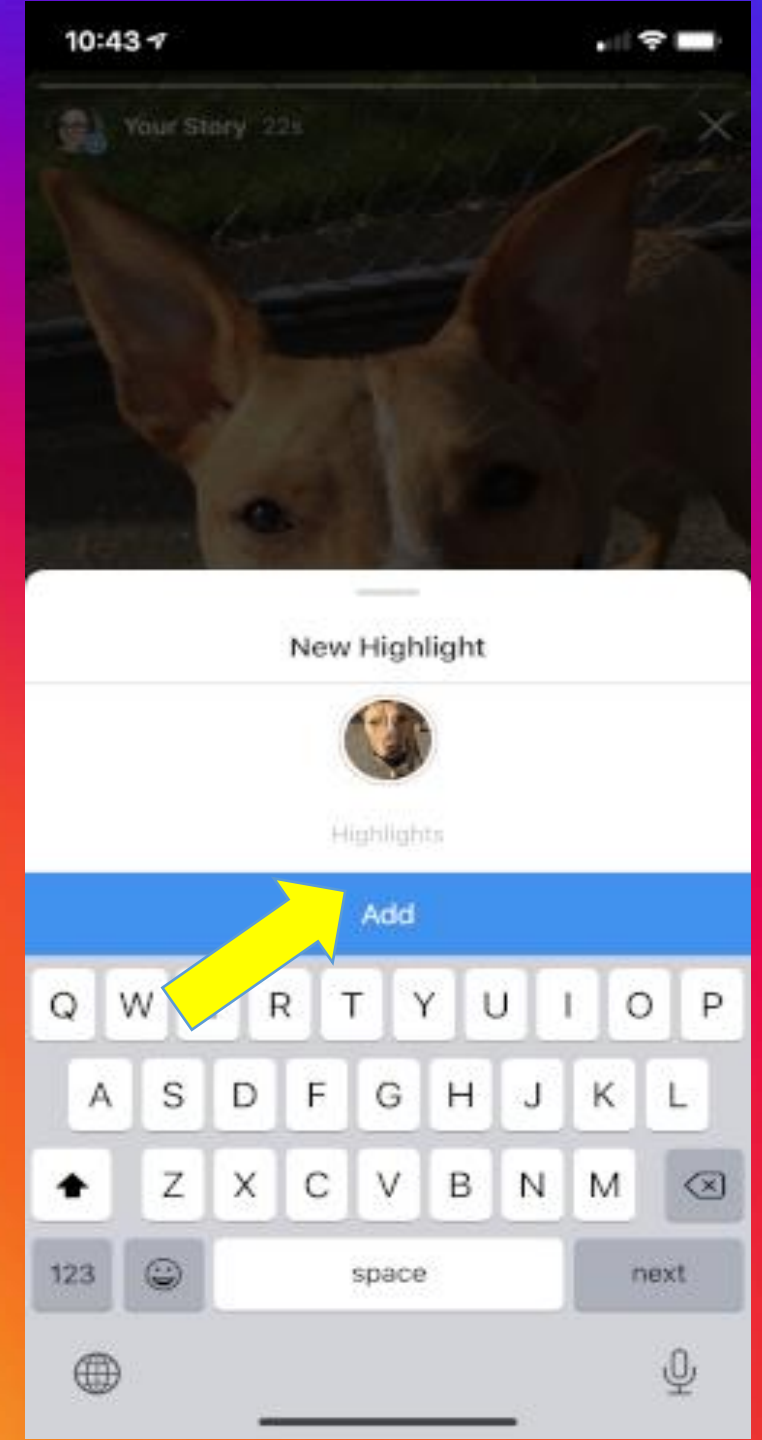 10:43
Your Story 22s
New Highlight
Highlights
Add
Q W R T Y U I O P
A S D F G H J K L
Z X C V B N M
123 space next